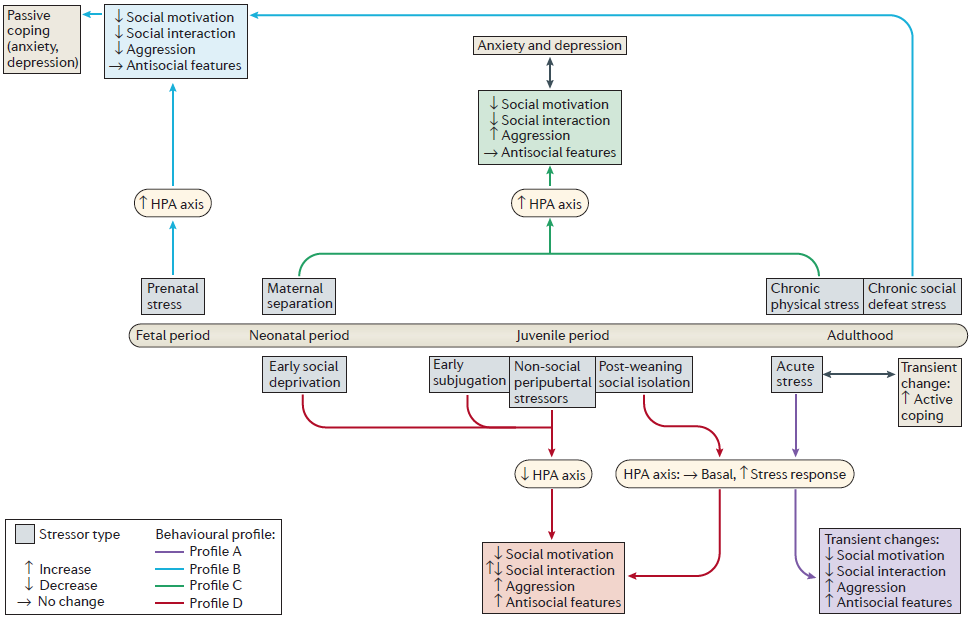 Passive
coping
(anxiety,
depression)
↓ Social motivation
↓ Social interaction
↓ Aggression
→ Antisocial features
Anxiety and depression
↓ Social motivation
↓ Social interaction
↑ Aggression
→ Antisocial features
↑ HPA axis
↑ HPA axis
Prenatal
stress
Maternal
separation
Chronic
physical stress
Chronic social
defeat stress
Fetal period
Neonatal period
Juvenile period
Adulthood
Early social
deprivation
Early
subjugation
Non-social
peripubertal
stressors
Post-weaning
social isolation
Acute
stress
Transient
change:
↑ Active
coping
↓ HPA axis
HPA axis: → Basal, ↑ Stress response
Stressor type
↑ Increase
↓ Decrease
→ No change
Behavioural profile:
Profile A
Profile B
Profile C
Profile D
↓ Social motivation
↑↓ Social interaction
↑ Aggression
↑ Antisocial features
Transient changes:
↓ Social motivation
↓ Social interaction
↑ Aggression
↑ Antisocial features